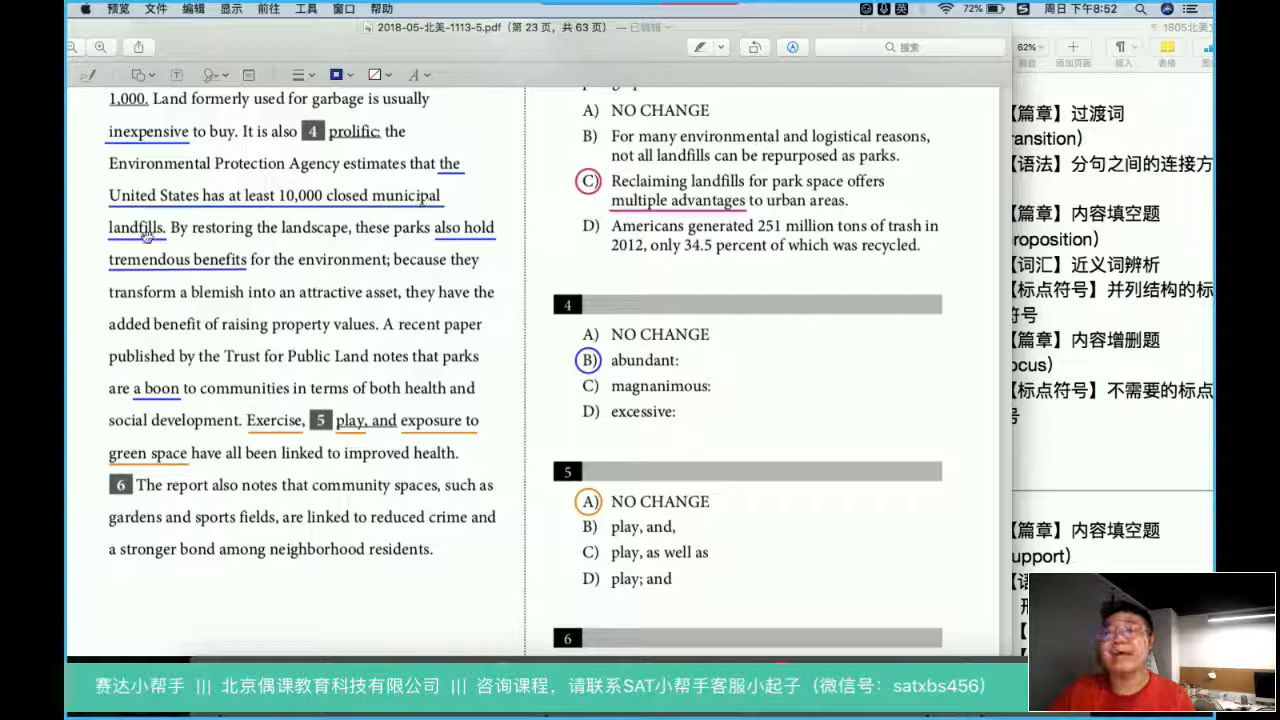 预览 文件 编辑 显示 前往 工具 窗口 帮助
72%
周日 下午8:52
2018-05-北美-1113-5.pdf（第 23 页，共 63 页） — 已编辑
1805北美
搜索
62%
添加页面
插入
表格
1,000. Land formerly used for garbage is usually
inexpensive to buy. It is also 4 prolific: the
Environmental Protection Agency estimates that the
United States has at least 10,000 closed municipal
landfills. By restoring the landscape, these parks also hold
tremendous benefits for the environment; because they
transform a blemish into an attractive asset, they have the
added benefit of raising property values. A recent paper
published by the Trust for Public Land notes that parks
are a boon to communities in terms of both health and
social development. Exercise, 5 play, and exposure to
green space have all been linked to improved health.
6 The report also notes that community spaces, such as
gardens and sports fields, are linked to reduced crime and
a stronger bond among neighborhood residents.
A) NO CHANGE
B) For many environmental and logistical reasons,
not all landfills can be repurposed as parks.
C) Reclaiming landfills for park space offers
multiple advantages to urban areas.
D) Americans generated 251 million tons of trash in
2012, only 34.5 percent of which was recycled.
4
A) NO CHANGE
B) abundant:
C) magnanimous:
D) excessive:
5
A) NO CHANGE
B) play, and,
C) play, as well as
D) play; and
6
【篇章】过渡词
ransition）
【语法】分句之间的连接方
【篇章】内容填空题
roposition）
【词汇】近义词辨析
【标点符号】并列结构的标
符号
【篇章】内容增删题
ocus）
【标点符号】不需要的标点
号
【篇章】内容填空题
upport）
赛达小帮手 ||| 北京偶课教育科技有限公司 ||| 咨询课程，请联系SAT小帮手客服小起子（微信号：satxbs456）